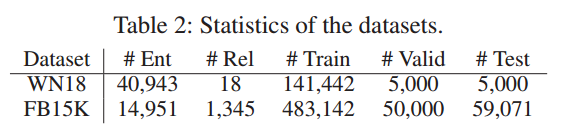 Table 2: Statistics of the datasets.
Dataset # Ent # Rel # Train # Valid # Test
WN18 40,943 18 141,442 5,000 5,000
FB15K 14,951 1,345 483,142 50,000 59,071